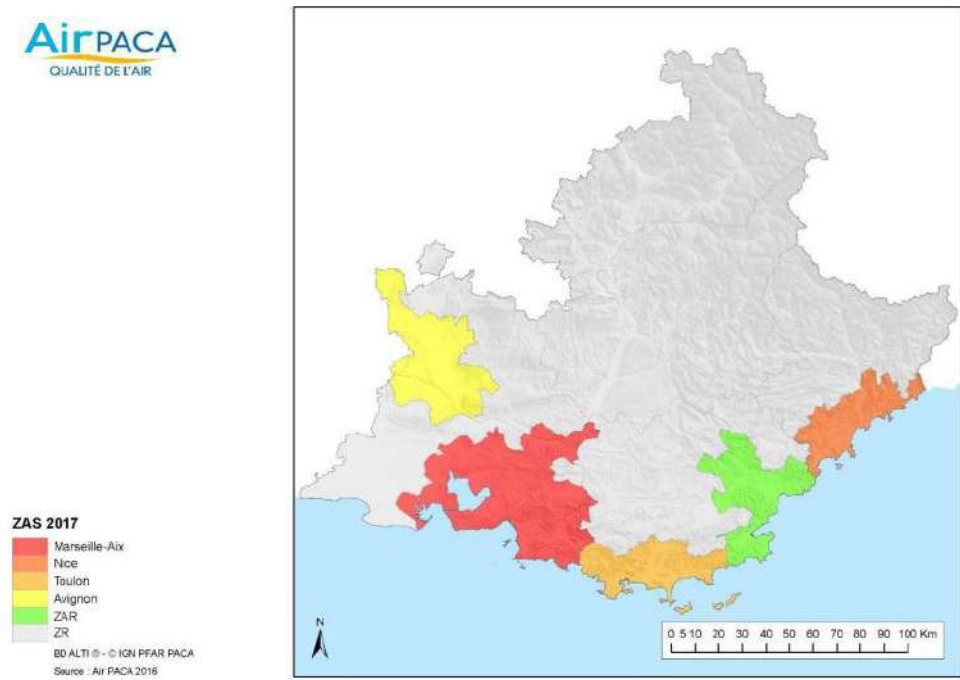 AirPACA
QUALITÉ DE L'AIR
ZAS 2017
Marseille-Aix
Nice
Toulon
Avignon
ZAR
ZR
BD ALTI ® - © IGN PFAR PACA
Source : Air PACA 2016
N
0 5 10 20 30 40 50 60 70 80 90 100 Km